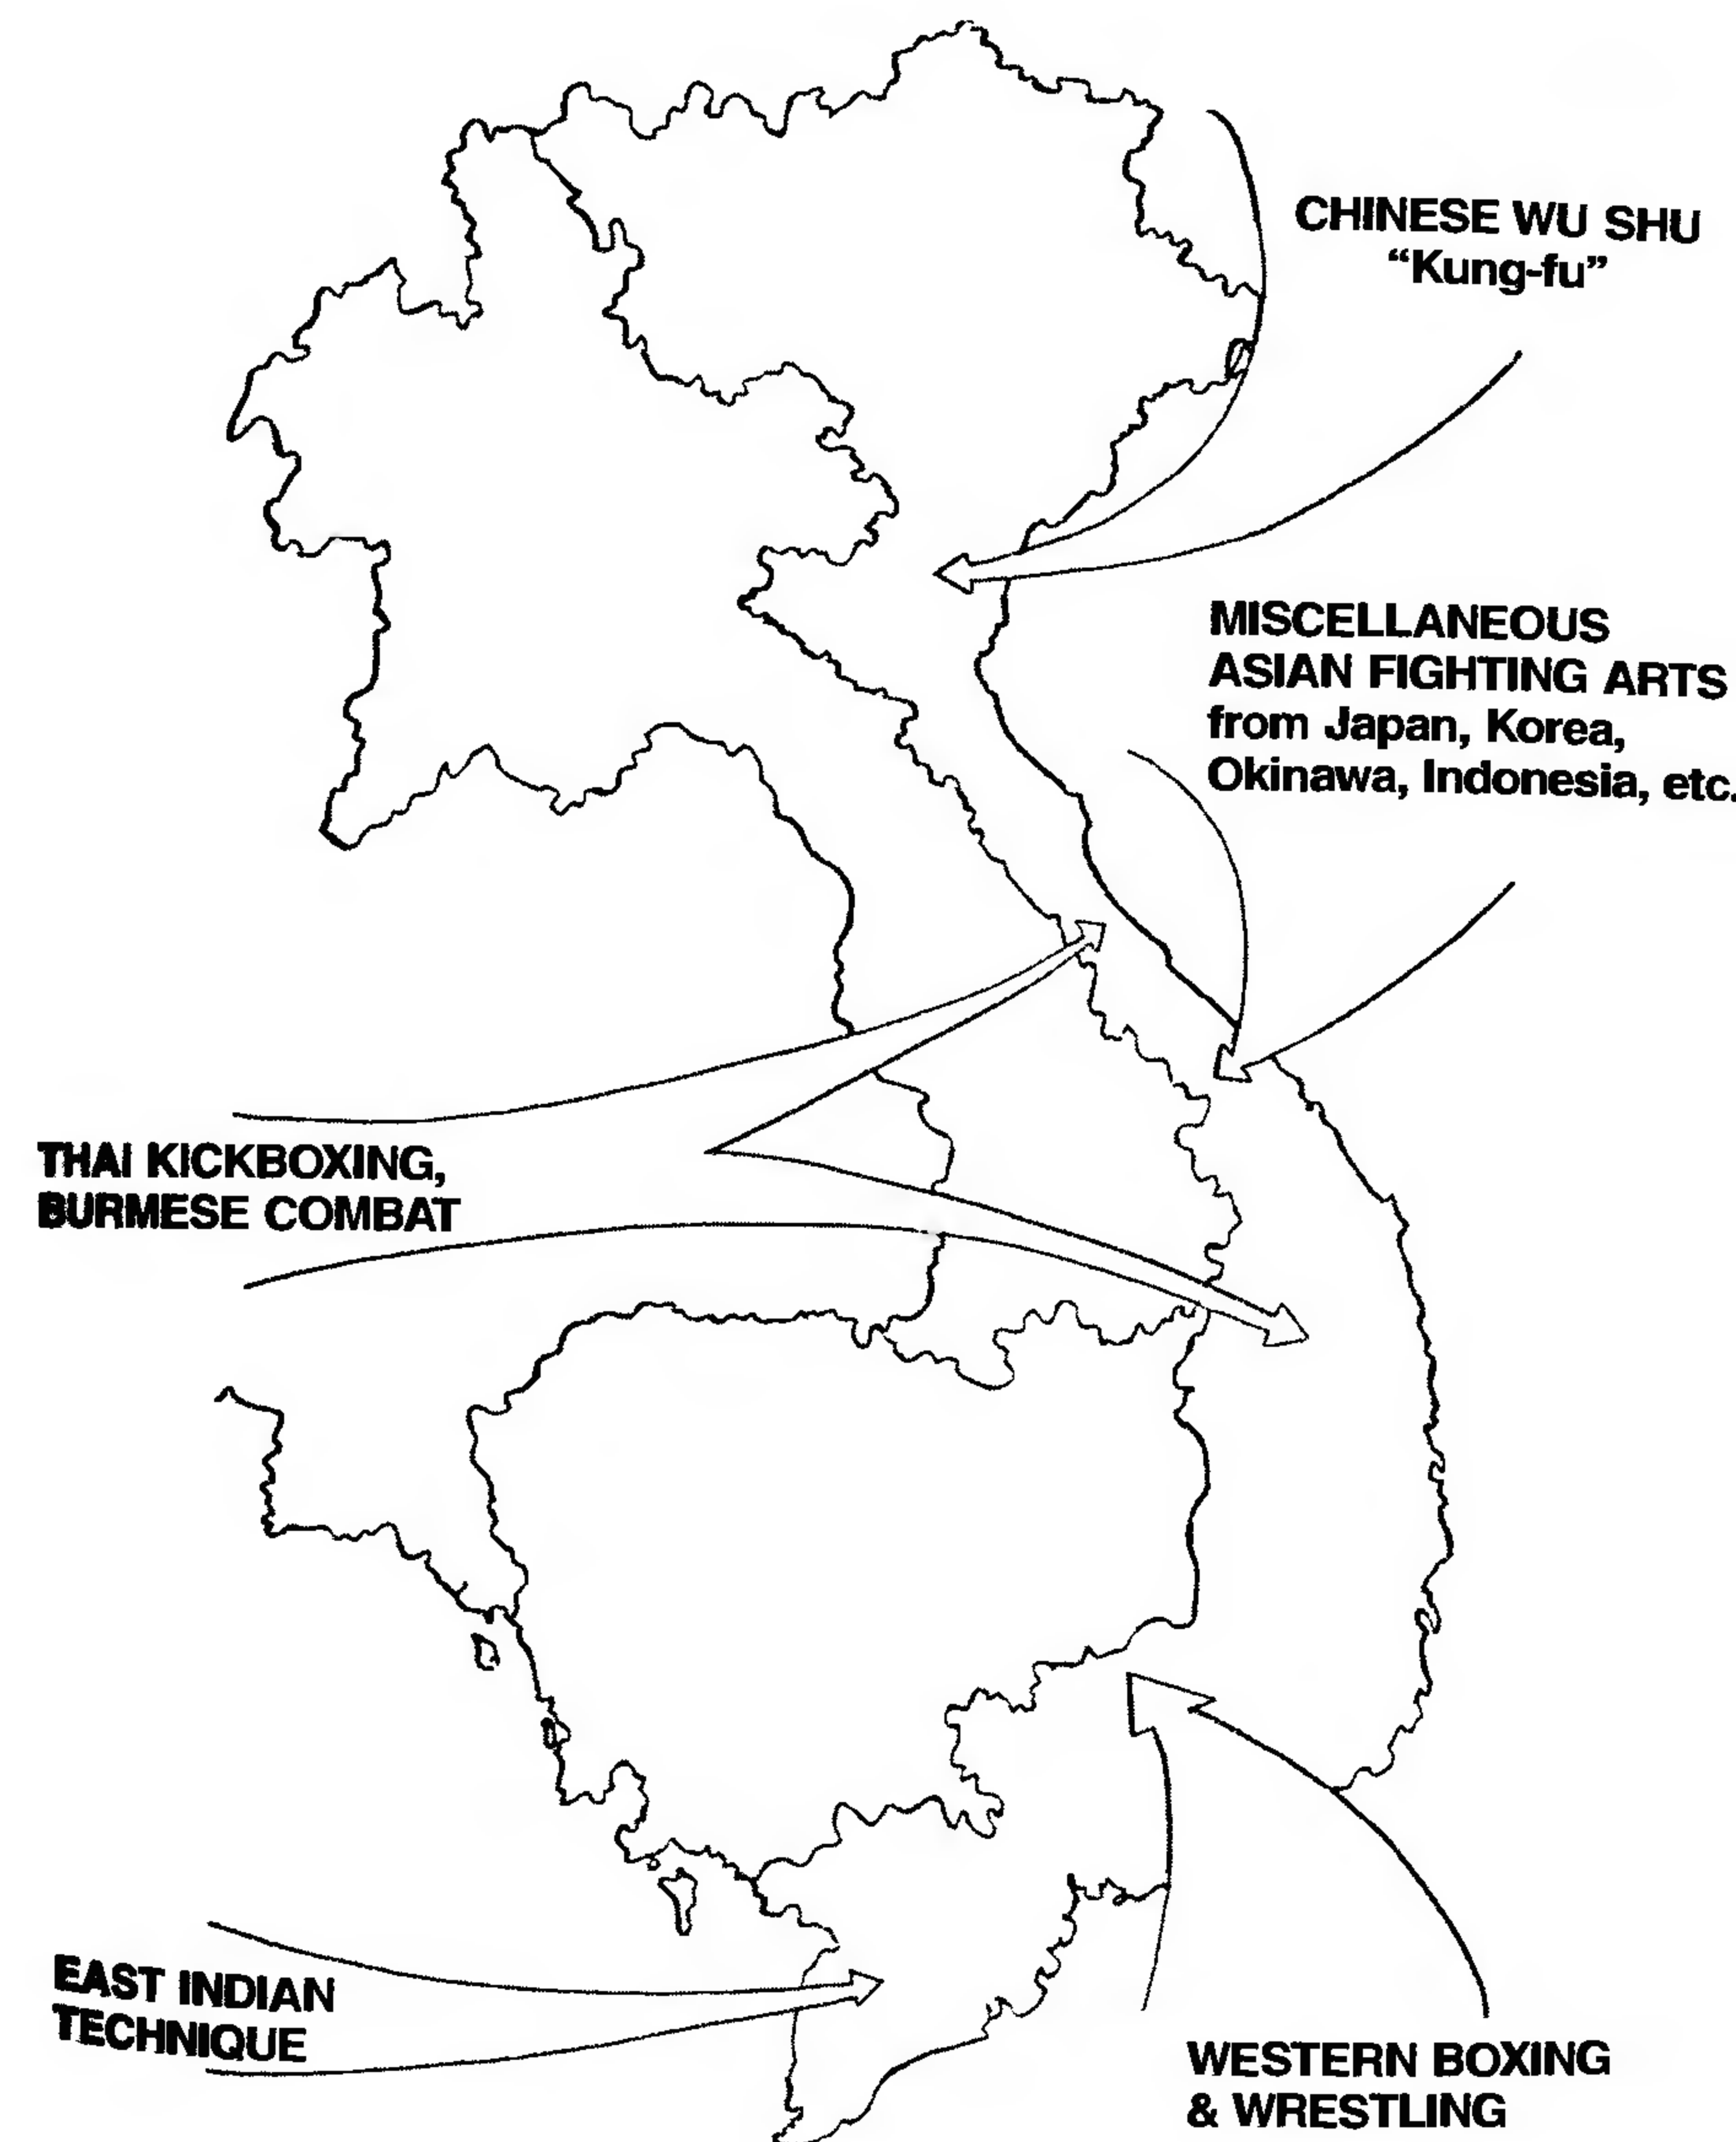 CHINESE WU SHU
“Kung-fu”
MISCELLANEOUS
ASIAN FIGHTING ARTS
from Japan, Korea,
Okinawa, Indonesia, etc.
THAI KICKBOXING,
BURMESE COMBAT
EAST INDIAN
TECHNIQUE
WESTERN BOXING
& WRESTLING